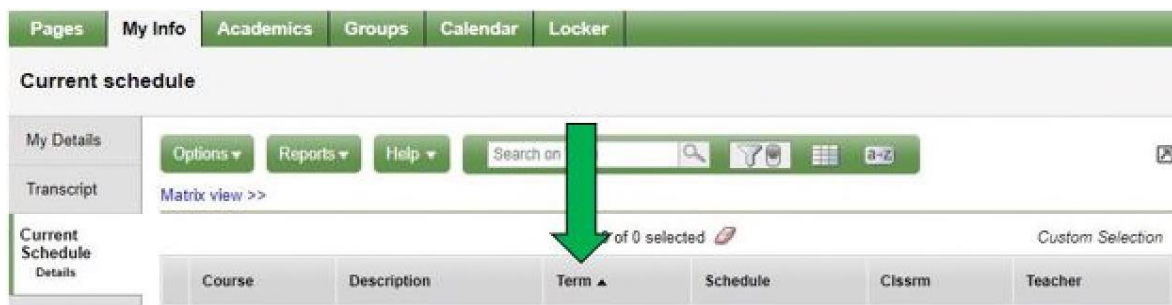 Pages My Info Academics Groups Calendar Locker
Current schedule
My Details
Options Reports Help Search on
Transcript
Matrix view >>
a-z
Current
Schedule
Details
of 0 selected
Custom Selection
Course Description Term Schedule Clssrm Teacher